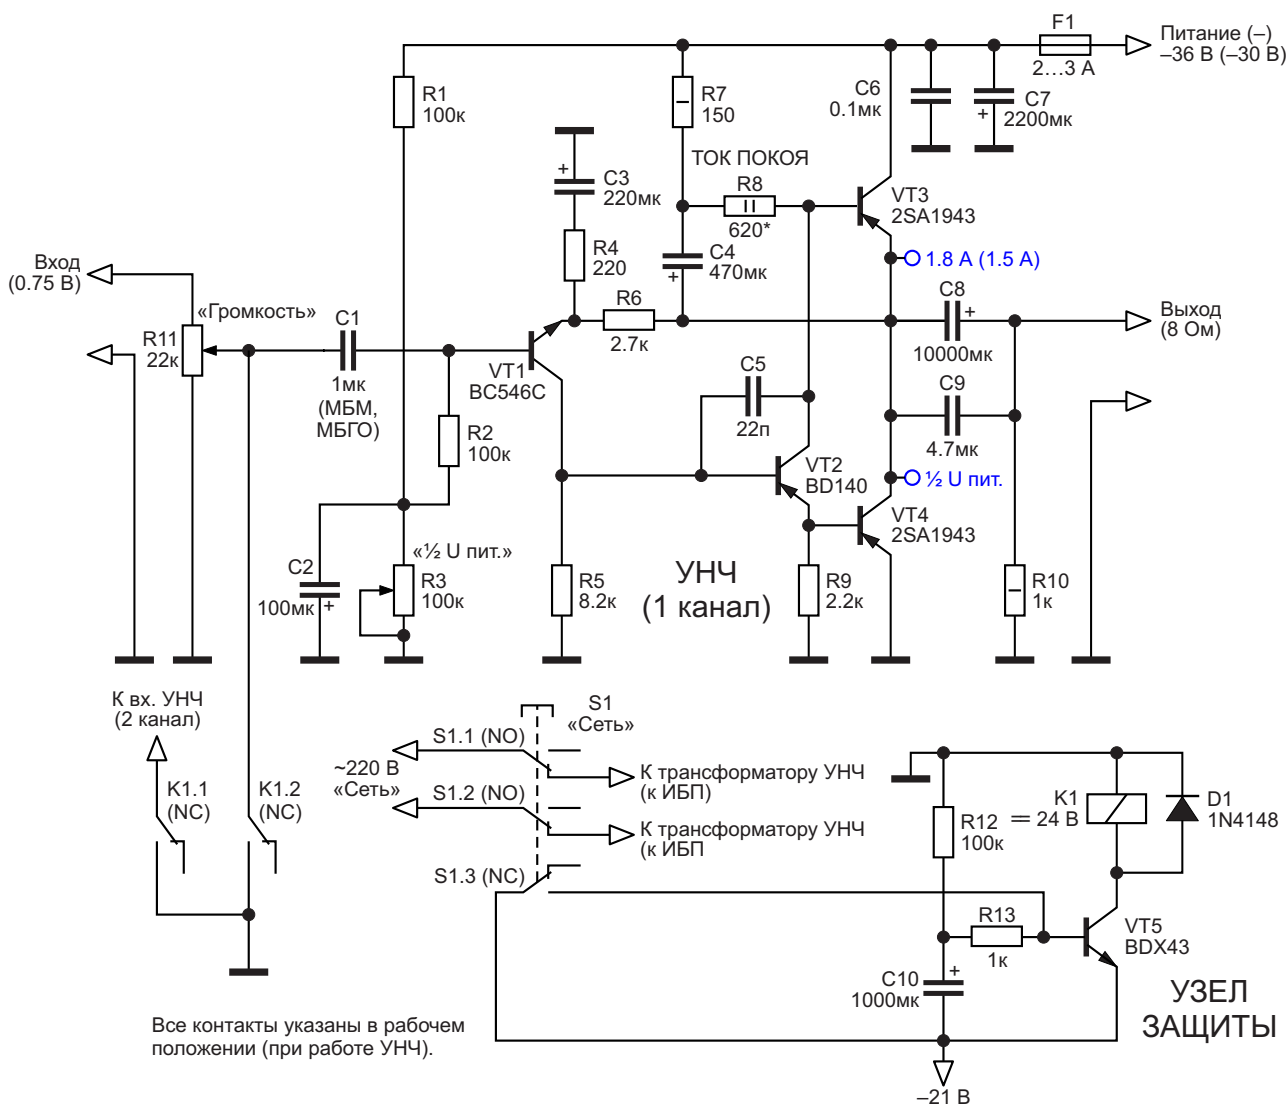 F1
2...3 А
Питание (–)
–36 В (–30 В)
R1
100к
R7
150
C6
0.1мк
C7
+
2200мк
ТОК ПОКОЯ
+
C3
220мк
R8
620*
VT3
2SA1943
R4
220
C4
470мк
+
1.8 А (1.5 А)
Вход
(0.75 В)
«Громкость»
R11
22к
C1
1мк
(МБМ,
МБГО)
R6
2.7к
C8
+
10000мк
Выход
(8 Ом)
VT1
BC546C
C5
22п
C9
4.7мк
R2
100к
VT2
BD140
½ U пит.
VT4
2SA1943
«½ U пит.»
C2
100мк
+
R3
100к
R5
8.2к
УНЧ
(1 канал)
R9
2.2к
R10
1к
К вх. УНЧ
(2 канал)
S1
«Сеть»
S1.1 (NO)
~220 В
«Сеть»
S1.2 (NO)
К трансформатору УНЧ
(к ИБП)
К трансформатору УНЧ
(к ИБП
S1.3 (NC)
K1.1
(NC)
K1.2
(NC)
R12
100к
K1
= 24 В
D1
1N4148
R13
1к
VT5
BDX43
C10
1000мк
+
УЗЕЛ
ЗАЩИТЫ
Все контакты указаны в рабочем
положении (при работе УНЧ).
–21 В